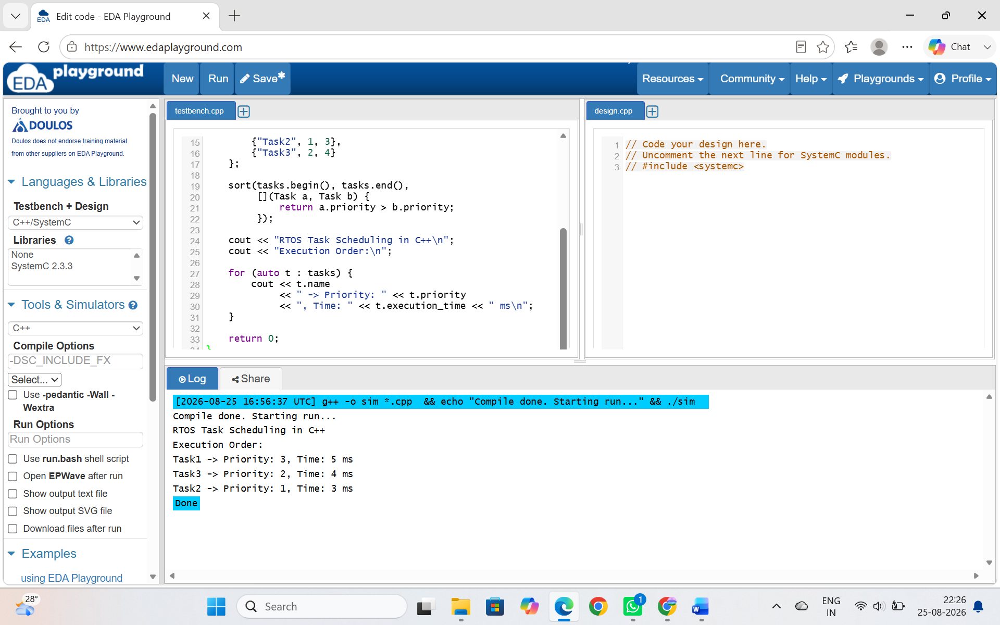 Edit code - EDA Playground
https://www.edaplayground.com
Chat
EDA playground
New
Run
Save*
Resources
Community
Help
Playgrounds
Profile
Brought to you by
DOULOS
Doulos does not endorse training material
from other suppliers on EDA Playground.
Languages & Libraries
Testbench + Design
C++/SystemC
Libraries
None
SystemC 2.3.3
Tools & Simulators
C++
Compile Options
-DSC_INCLUDE_FX
Select...
Use -pedantic -Wall -
Wextra
Run Options
Run Options
Use run.bash shell script
Open EPWave after run
Show output text file
Show output SVG file
Download files after run
Examples
using EDA Playground
testbench.cpp
15 {"Task2", 1, 3},
16 {"Task3", 2, 4}
17 };
18
19 sort(tasks.begin(), tasks.end(),
20 [](Task a, Task b) {
21 return a.priority > b.priority;
22 });
23
24 cout << "RTOS Task Scheduling in C++\n";
25 cout << "Execution Order:\n";
26
27 for (auto t : tasks) {
28 cout << t.name
29 << " -> Priority: " << t.priority
30 << ", Time: " << t.execution_time << " ms\n";
31 }
32
33 return 0;
34 }
design.cpp
1 // Code your design here.
2 // Uncomment the next line for SystemC modules.
3 // #include <systemc>
Log
Share
[2026-08-25 16:56:37 UTC] g++ -o sim *.cpp  && echo "Compile done. Starting run..." && ./sim
Compile done. Starting run...
RTOS Task Scheduling in C++
Execution Order:
Task1 -> Priority: 3, Time: 5 ms
Task3 -> Priority: 2, Time: 4 ms
Task2 -> Priority: 1, Time: 3 ms
Done
28°
Search
1
ENG
IN
22:26
25-08-2026